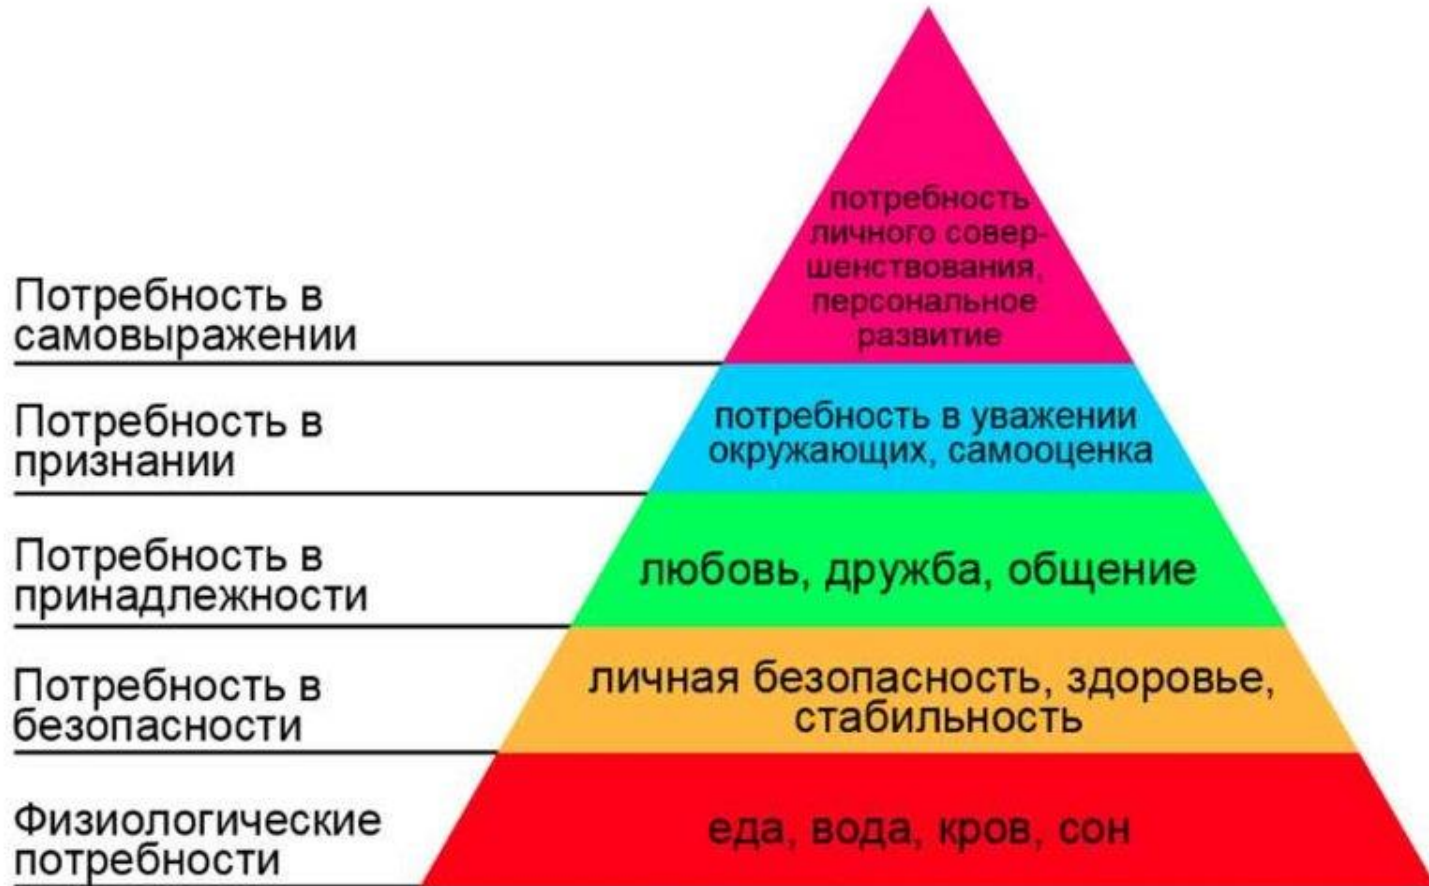 потребность
личного совер-
шенствования,
персональное
развитие
Потребность в
самовыражении
потребность в уважении
окружающих, самооценка
Потребность в
признании
любовь, дружба, общение
Потребность в
принадлежности
личная безопасность, здоровье,
стабильность
Потребность в
безопасности
еда, вода, кров, сон
Физиологические
потребности